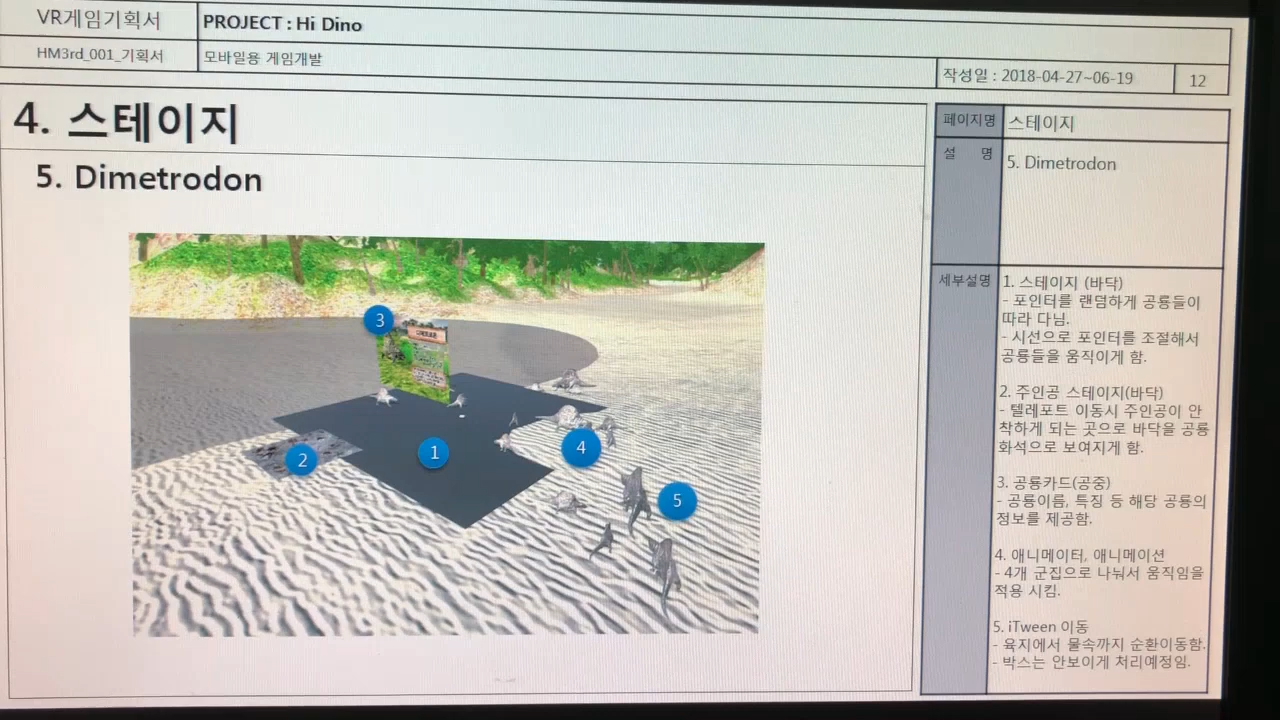 VR게임기획서
PROJECT : Hi Dino
HM3rd_001_기획서
모바일용 게임개발
작성일 : 2018-04-27~06-19
12
4. 스테이지
5. Dimetrodon
3
1
2
4
5
페이지명
스테이지
설 명
5. Dimetrodon
세부설명
1. 스테이지 (바닥)
- 포인터를 랜덤하게 공룡들이
따라 다님.
- 시선으로 포인터를 조절해서
공룡들을 움직이게 함.
2. 주인공 스테이지(바닥)
- 텔레포트 이동시 주인공이 안
착하게 되는 곳으로 바닥을 공룡
화석으로 보여지게 함.
3. 공룡카드(공중)
- 공룡이름, 특징 등 해당 공룡의
정보를 제공함.
4. 애니메이터, 애니메이션
- 4개 군집으로 나눠서 움직임을
적용 시킴.
5. iTween 이동
- 육지에서 물속까지 순환이동함.
- 박스는 안보이게 처리예정임.